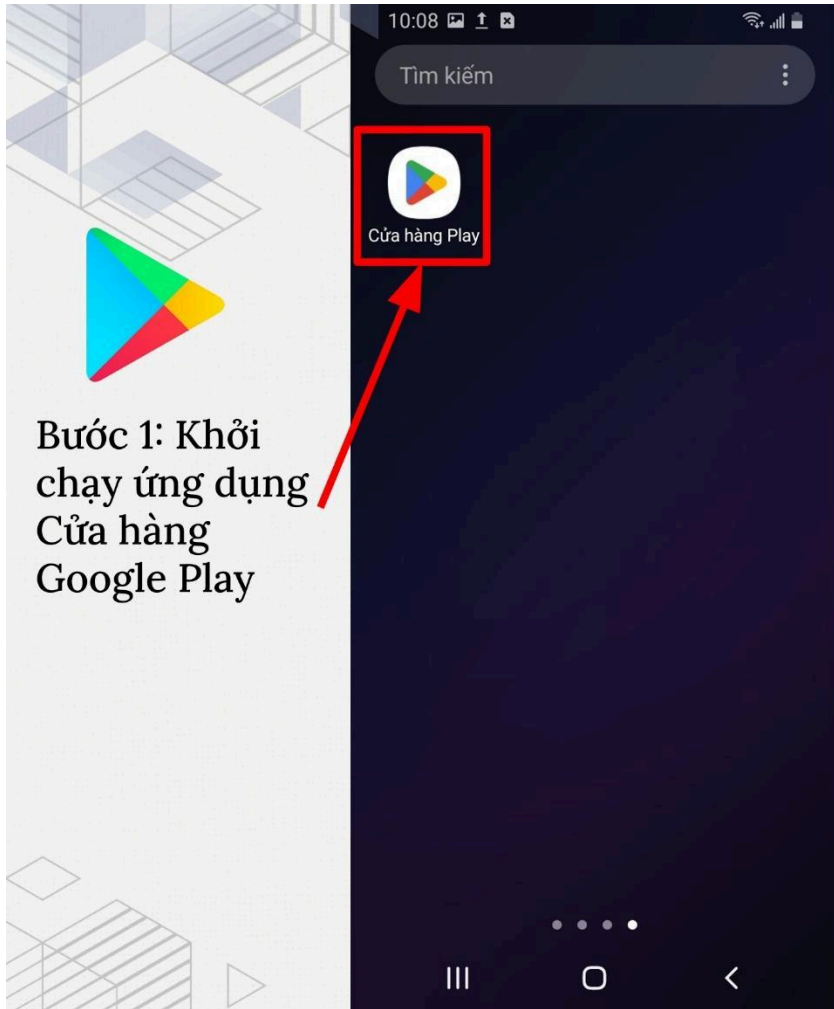 10:08
Tìm kiếm
Cửa hàng Play
Bước 1: Khởi
chạy ứng dụng
Cửa hàng
Google Play